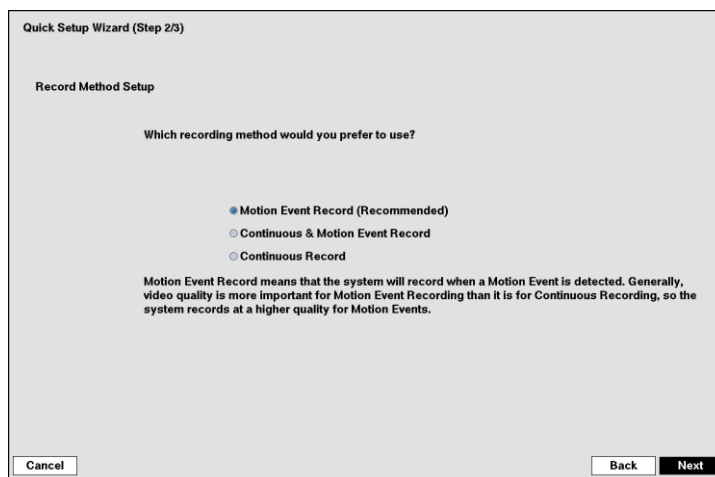 Quick Setup Wizard (Step 2/3)
Record Method Setup
Which recording method would you prefer to use?
Motion Event Record (Recommended)
Continuous & Motion Event Record
Continuous Record
Motion Event Record means that the system will record when a Motion Event is detected. Generally,
video quality is more important for Motion Event Recording than it is for Continuous Recording, so the
system records at a higher quality for Motion Events.
Cancel
Back
Next